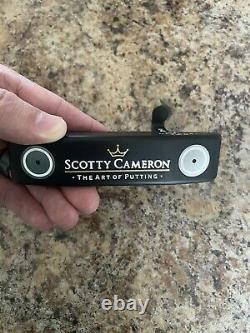 SCOTTY CAMERON
• THE ART OF PUTTING •